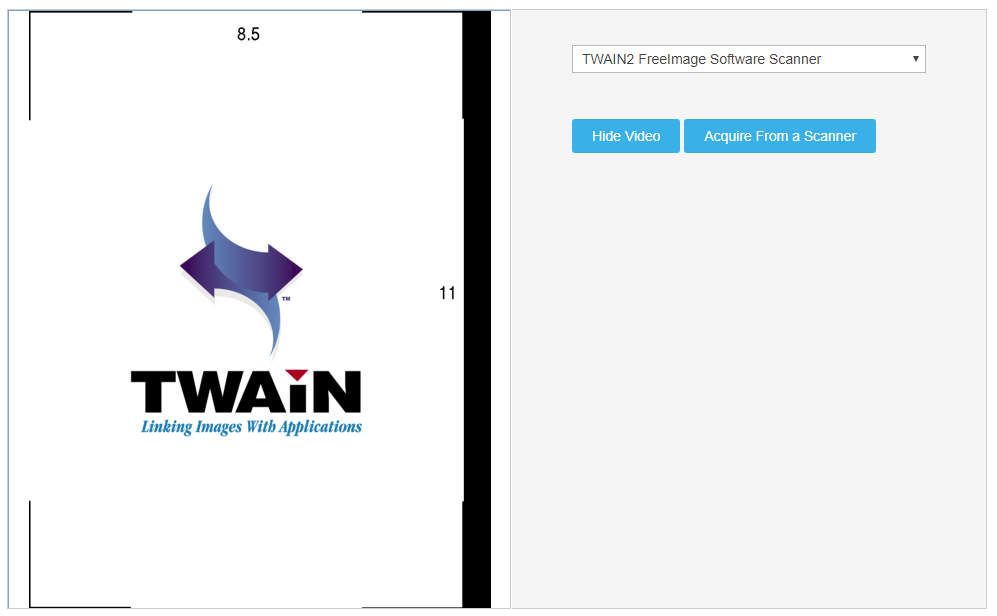 8.5
11
TM
TWAiN
Linking Images With Applications
TWAIN2 FreeImage Software Scanner
Hide Video
Acquire From a Scanner